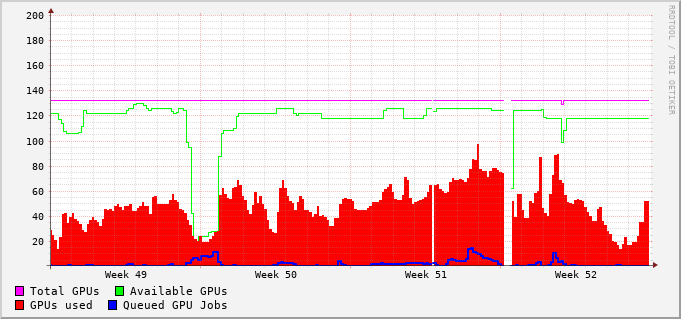 200
180
160
140
120
100
80
60
40
20
Week 49 Week 50 Week 51 Week 52
Total GPUs Available GPUs
GPUs used Queued GPU Jobs
RRDTOOL / TOBI OETIKER